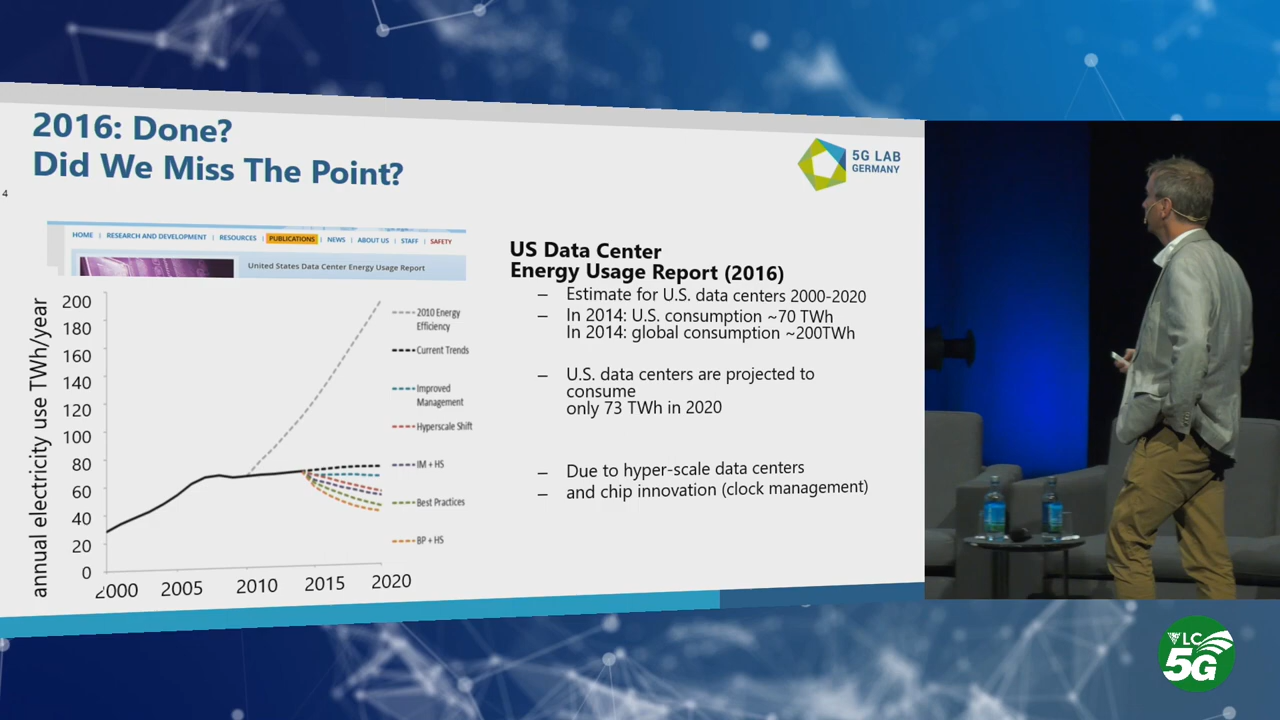 2016: Done?
Did We Miss The Point?
5G LAB
GERMANY
4
HOME | RESEARCH AND DEVELOPMENT | RESOURCES | PUBLICATIONS | NEWS | ABOUT US | STAFF | SAFETY
United States Data Center Energy Usage Report
annual electricity use TWh/year
200
180
160
140
120
100
80
60
40
20
0
2000 2005 2010 2015 2020
2010 Energy
Efficiency
Current Trends
Improved
Management
Hyperscale Shift
IM + HS
Best Practices
BP + HS
US Data Center
Energy Usage Report (2016)
– Estimate for U.S. data centers 2000-2020
– In 2014: U.S. consumption ~70 TWh
In 2014: global consumption ~200TWh
– U.S. data centers are projected to
consume
only 73 TWh in 2020
– Due to hyper-scale data centers
– and chip innovation (clock management)
VLC
5G